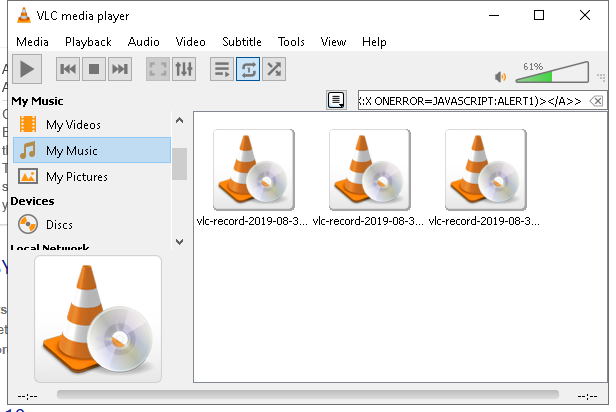 VLC media player
Media Playback Audio Video Subtitle Tools View Help
61%
My Music
X:X ONERROR=JAVASCRIPT:ALERT1)></A>>
My Videos
My Music
My Pictures
Devices
Discs
Local Network
vlc-record-2019-08-3... vlc-record-2019-08-3... vlc-record-2019-08-3...
--:-- --:--